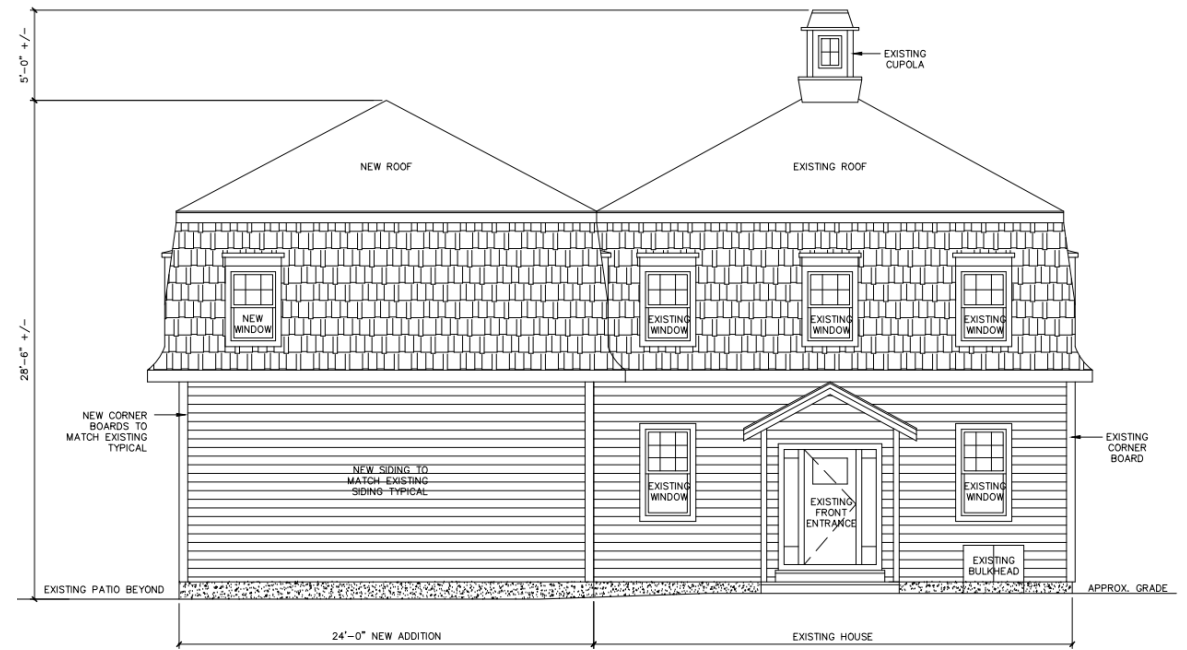 5'-0" +/-
EXISTING
CUPOLA
NEW ROOF
EXISTING ROOF
28'-6" +/-
NEW
WINDOW
EXISTING
WINDOW
EXISTING
WINDOW
EXISTING
WINDOW
NEW CORNER
BOARDS TO
MATCH EXISTING
TYPICAL
NEW SIDING TO
MATCH EXISTING
SIDING TYPICAL
EXISTING
WINDOW
EXISTING
FRONT
ENTRANCE
EXISTING
WINDOW
EXISTING
CORNER
BOARD
EXISTING
BULKHEAD
EXISTING PATIO BEYOND
APPROX. GRADE
24'-0" NEW ADDITION
EXISTING HOUSE